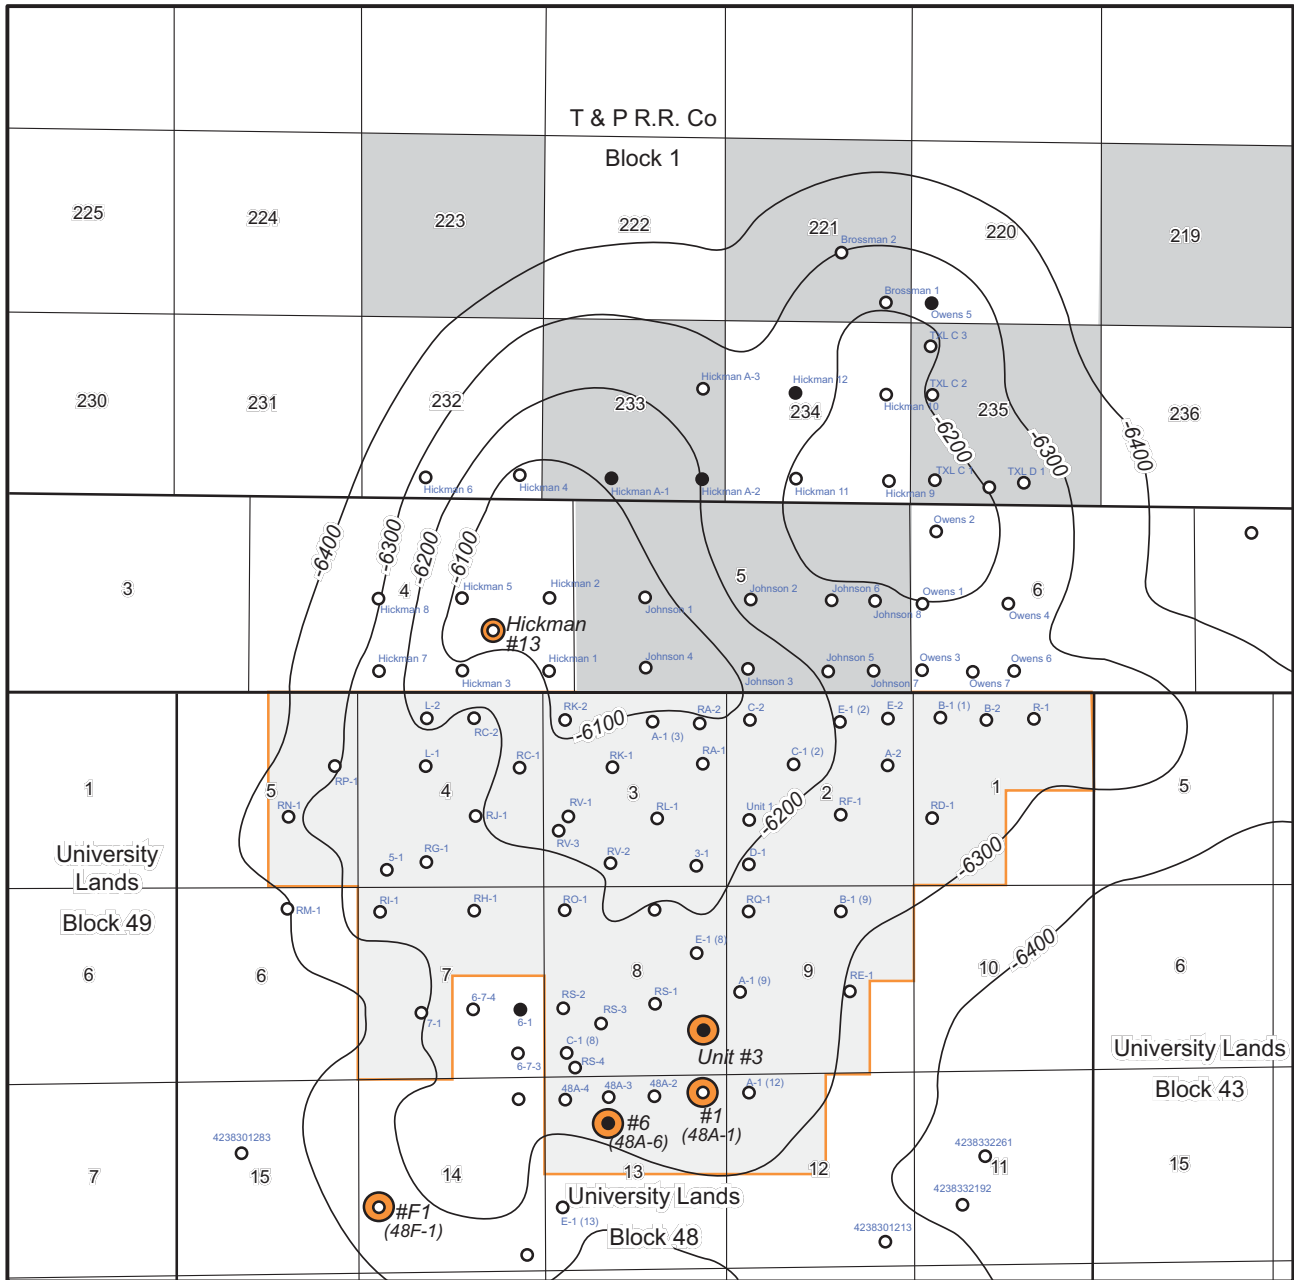 T & P R.R. Co
Block 1
225
224
223
222
221
220
219
Brossman 2
Brossman 1
Owens 5
TXL C 3
230
231
232
233
234
235
236
Hickman A-3
Hickman 12
Hickman 10
TXL C 2
-6200
-6300
-6400
Hickman 6
Hickman 4
Hickman A-1
Hickman A-2
Hickman 11
Hickman 9
TXL C 1
TXL D 1
Owens 2
-6400
-6300
-6200
-6100
3
4
5
6
Hickman 8
Hickman 5
Hickman 2
Johnson 1
Johnson 2
Johnson 6
Johnson 8
Owens 1
Owens 4
Hickman
#13
Hickman 7
Hickman 3
Hickman 1
Johnson 4
Johnson 3
Johnson 5
Johnson 7
Owens 3
Owens 7
Owens 6
L-2
RC-2
RK-2
-6100
A-1 (3)
RA-2
C-2
E-1 (2)
E-2
B-1 (1)
B-2
R-1
RP-1
L-1
RC-1
RK-1
RA-1
C-1 (2)
A-2
1
5
4
3
2
1
5
RN-1
RJ-1
RV-1
RV-3
RL-1
Unit 1
-6200
RF-1
RD-1
University
Lands
Block 49
5-1
RG-1
RV-2
3-1
D-1
-6300
RM-1
RI-1
RH-1
RO-1
RQ-1
B-1 (9)
E-1 (8)
-6400
6
6
7
8
9
10
6
A-1 (9)
RE-1
7-1
6-7-4
6-1
RS-2
RS-3
RS-1
Unit #3
6-7-3
C-1 (8)
RS-4
University Lands
Block 43
48A-4
48A-3
48A-2
A-1 (12)
#6
(48A-6)
#1
(48A-1)
4238301283
4238332261
7
15
14
13
12
11
15
4238332192
#F1
(48F-1)
University Lands
E-1 (13)
Block 48
4238301213